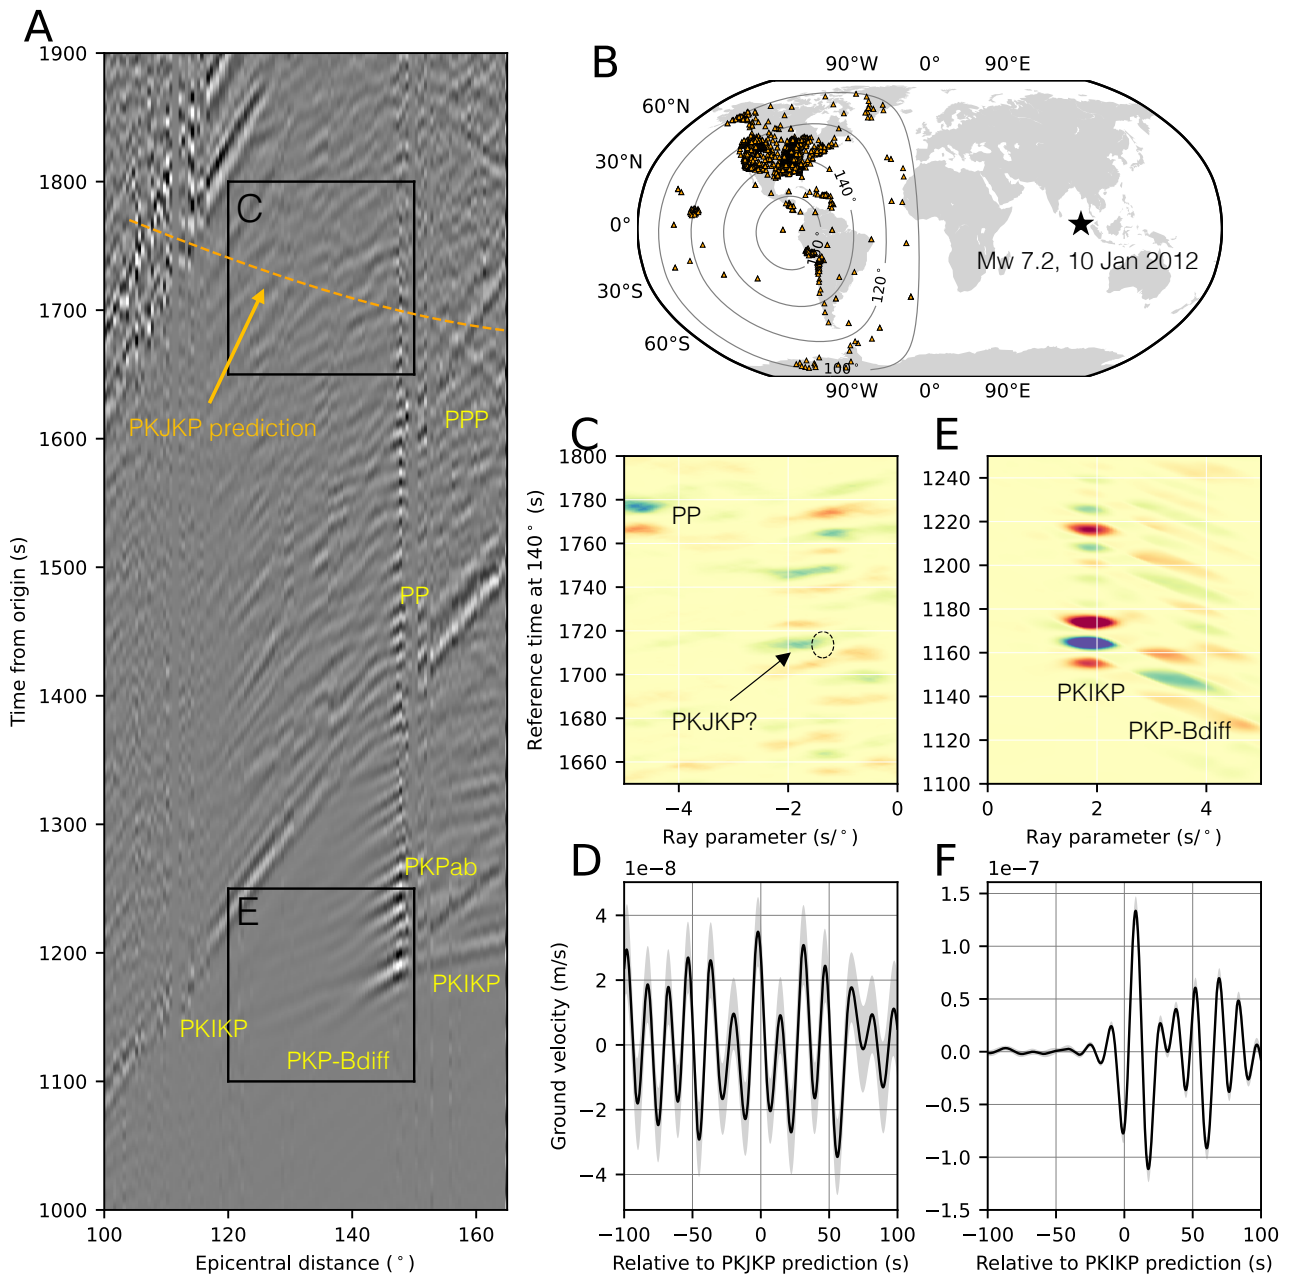 A
1900
1800
1700
1600
1500
1400
1300
1200
1100
1000
Time from origin (s)
100
120
140
160
Epicentral distance (°)
C
PKJKP prediction
PPP
PP
PKPab
E
PKIKP
PKIKP
PKP-Bdiff
B
90°W 0° 90°E
60°N
30°N
0°
30°S
60°S
140°
120°
100°
Mw 7.2, 10 Jan 2012
90°W 0° 90°E
C
1800
1780
1760
1740
1720
1700
1680
1660
Reference time at 140° (s)
PP
PKJKP?
−4 −2 0
Ray parameter (s/°)
E
1240
1220
1200
1180
1160
1140
1120
1100
PKIKP
PKP-Bdiff
0 2 4
Ray parameter (s/°)
D
1e−8
4
2
0
−2
−4
Ground velocity (m/s)
−100 −50 0 50 100
Relative to PKJKP prediction (s)
F
1e−7
1.5
1.0
0.5
0.0
−0.5
−1.0
−1.5
−100 −50 0 50 100
Relative to PKIKP prediction (s)